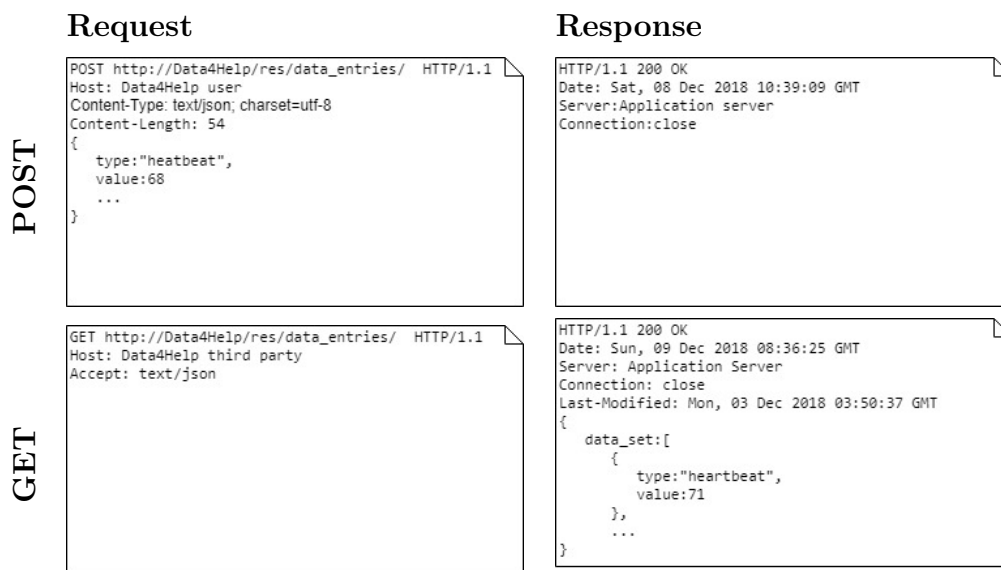 Request
Response
POST
POST http://Data4Help/res/data_entries/  HTTP/1.1
Host: Data4Help user
Content-Type: text/json; charset=utf-8
Content-Length: 54
{
   type:"heatbeat",
   value:68
   ...
}
HTTP/1.1 200 OK
Date: Sat, 08 Dec 2018 10:39:09 GMT
Server:Application server
Connection:close
GET
GET http://Data4Help/res/data_entries/  HTTP/1.1
Host: Data4Help third party
Accept: text/json
HTTP/1.1 200 OK
Date: Sun, 09 Dec 2018 08:36:25 GMT
Server: Application Server
Connection: close
Last-Modified: Mon, 03 Dec 2018 03:50:37 GMT
{
   data_set:[
      {
         type:"heartbeat",
         value:71
      },
      ...
}